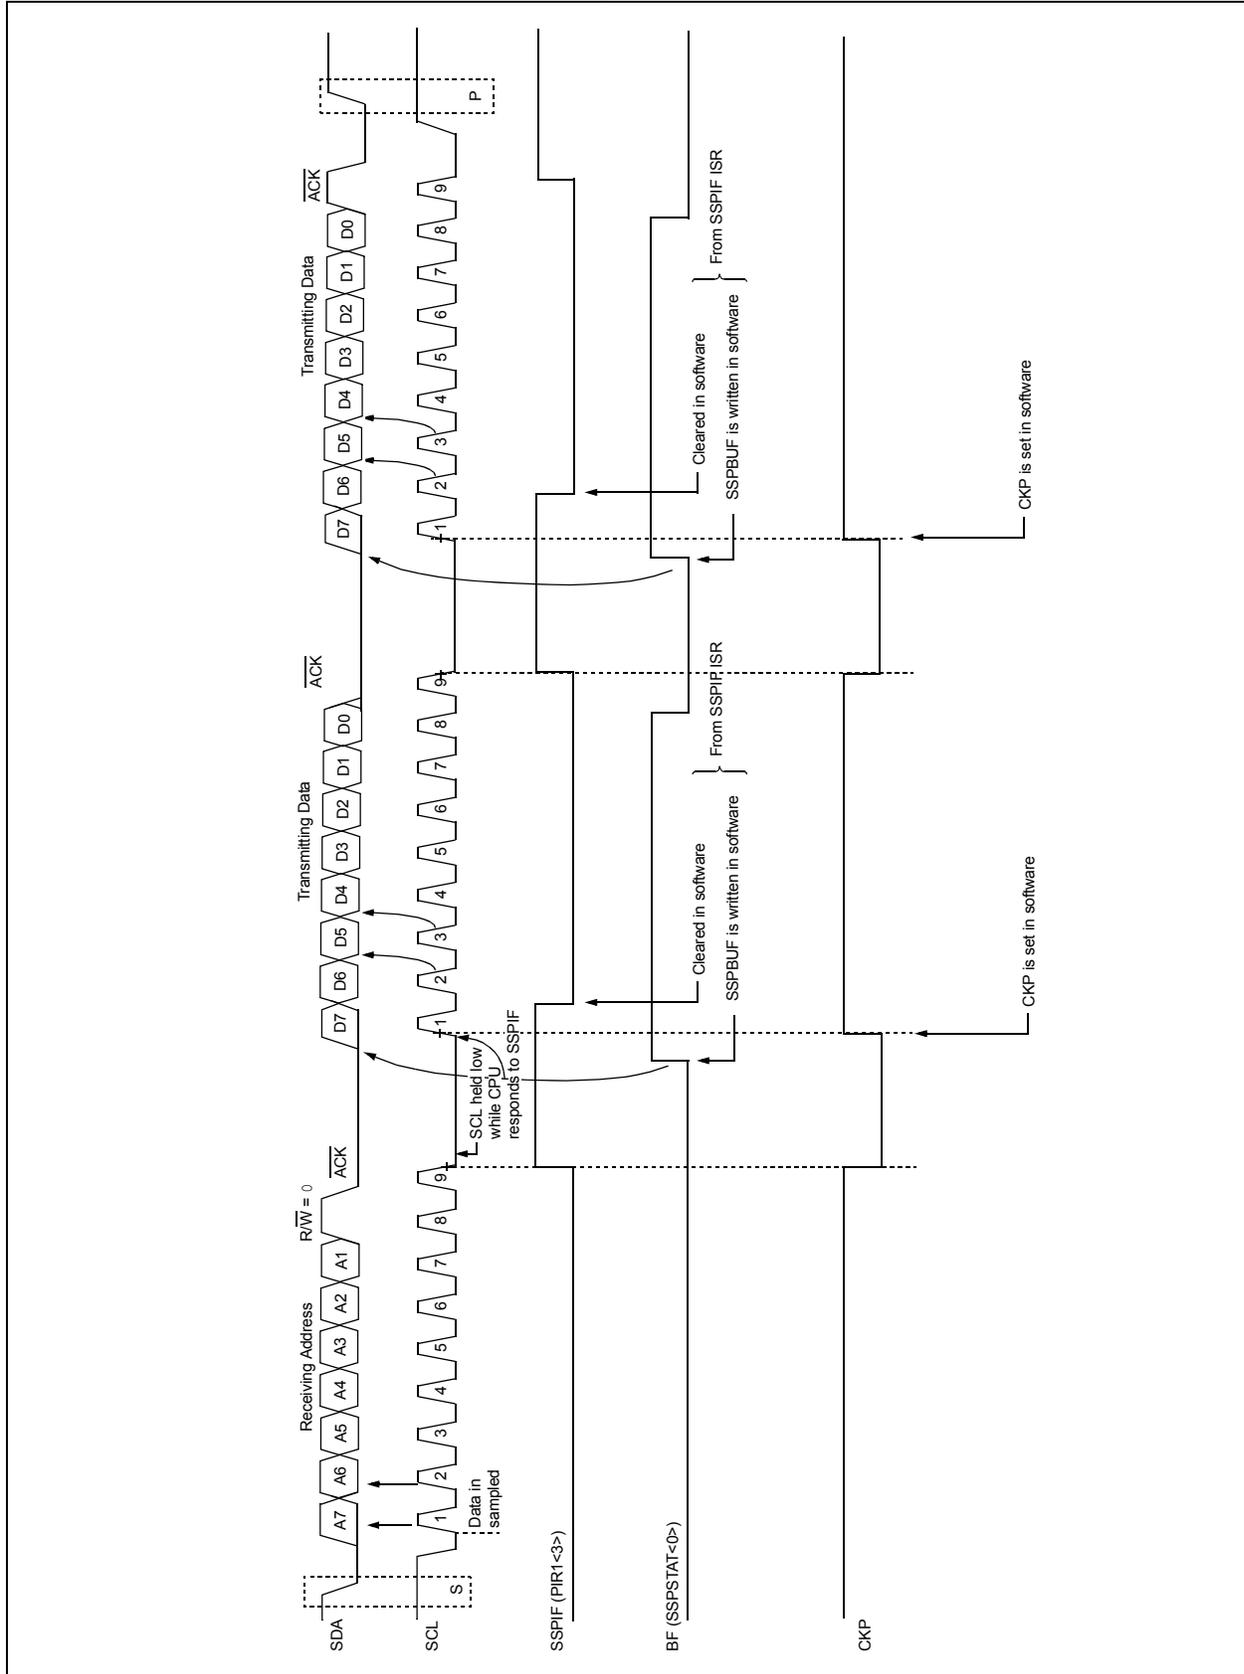 Receiving Address
R/W = 0
ACK
Transmitting Data
ACK
Transmitting Data
ACK
SDA
A7 A6 A5 A4 A3 A2 A1
D7 D6 D5 D4 D3 D2 D1 D0
D7 D6 D5 D4 D3 D2 D1 D0
SCL
S
1 2 3 4 5 6 7 8 9
1 2 3 4 5 6 7 8 9
1 2 3 4 5 6 7 8 9
P
Data in
sampled
SCL held low
while CPU
responds to SSPIF
SSPIF (PIR1<3>)
BF (SSPSTAT<0>)
Cleared in software
SSPBUF is written in software
From SSPIF ISR
Cleared in software
SSPBUF is written in software
From SSPIF ISR
CKP
CKP is set in software
CKP is set in software